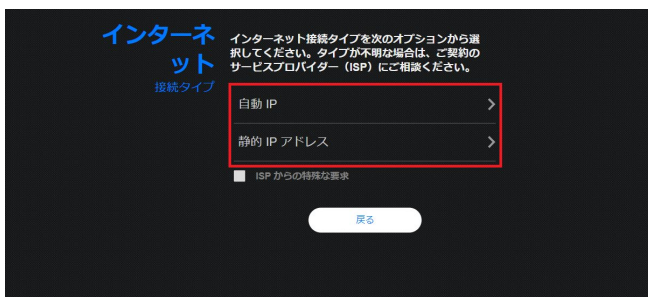 インターネ
ット
接続タイプ
インターネット接続タイプを次のオプションから選
択してください。タイプが不明な場合は、ご契約の
サービスプロバイダー（ISP）にご相談ください。
自動 IP
静的 IP アドレス
ISP からの特殊な要求
戻る